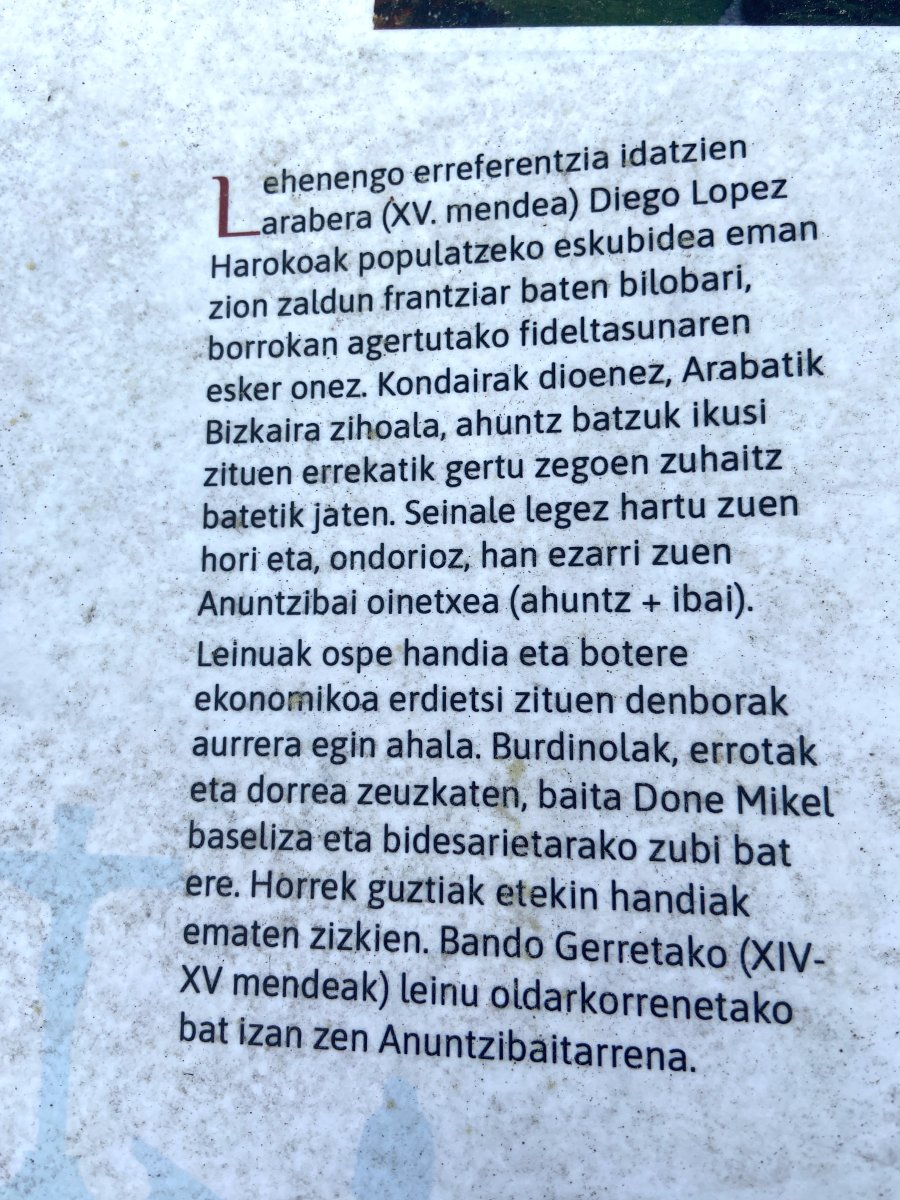 Lehenengo erreferentzia idatzien
arabera (XV. mendea) Diego Lopez
Harokoak populatzeko eskubidea eman
zion zaldun frantziar baten bilobari,
borrokan agertutako fideltasunaren
esker onez. Kondairak dioenez, Arabatik
Bizkaira zihoala, ahuntz batzuk ikusi
zituen errekatik gertu zegoen zuhaitz
batetik jaten. Seinale legez hartu zuen
hori eta, ondorioz, han ezarri zuen
Anuntzibai oinetxea (ahuntz + ibai).
Leinuak ospe handia eta botere
ekonomikoa erdietsi zituen denborak
aurrera egin ahala. Burdinolak, errotak
eta dorrea zeuzkaten, baita Done Mikel
baseliza eta bidesarietarako zubi bat
ere. Horrek guztiak etekin handiak
ematen zizkien. Bando Gerretako (XIV-
XV mendeak) leinu oldarkorrenetako
bat izan zen Anuntzibaitarrena.